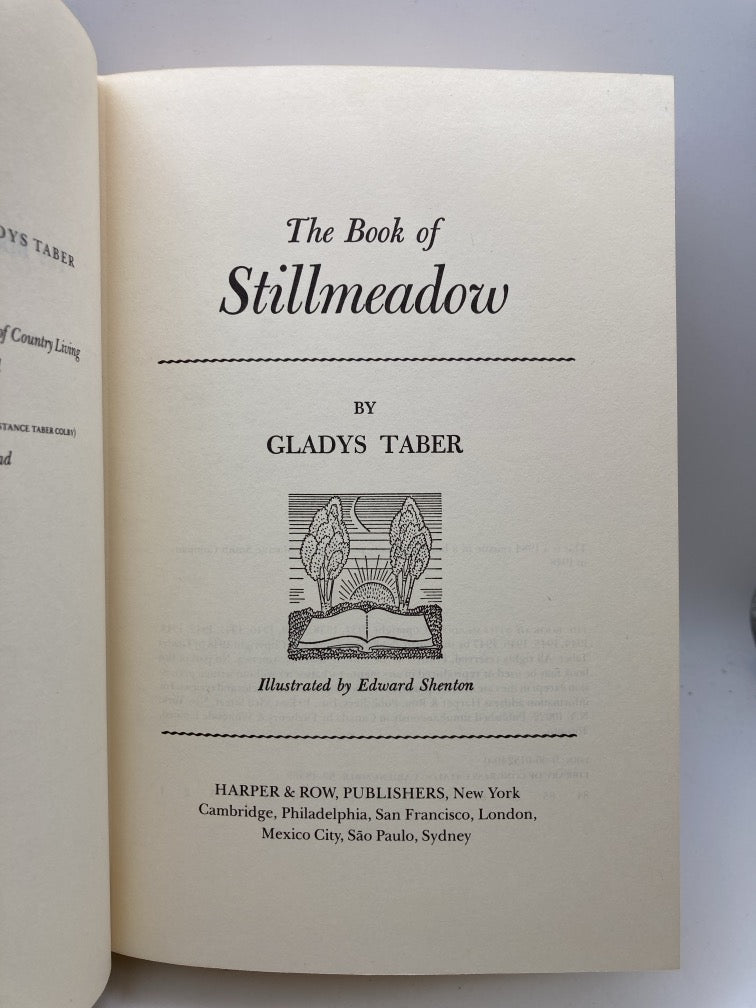 DYS TABER
of Country Living
STANCE TABER COLBY)
nd
The Book of
Stillmeadow
BY
GLADYS TABER
Illustrated by Edward Shenton
HARPER & ROW, PUBLISHERS, New York
Cambridge, Philadelphia, San Francisco, London,
Mexico City, São Paulo, Sydney